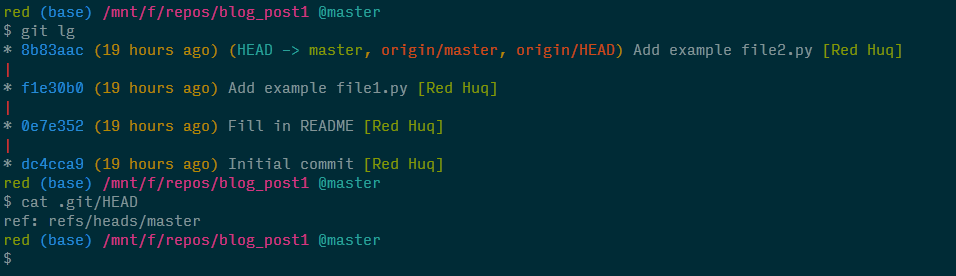 red (base) /mnt/f/repos/blog_post1 @master
$ git lg
* 8b83aac (19 hours ago) (HEAD -> master, origin/master, origin/HEAD) Add example file2.py [Red Huq]
|
* f1e30b0 (19 hours ago) Add example file1.py [Red Huq]
|
* 0e7e352 (19 hours ago) Fill in README [Red Huq]
|
* dc4cca9 (19 hours ago) Initial commit [Red Huq]
red (base) /mnt/f/repos/blog_post1 @master
$ cat .git/HEAD
ref: refs/heads/master
red (base) /mnt/f/repos/blog_post1 @master
$